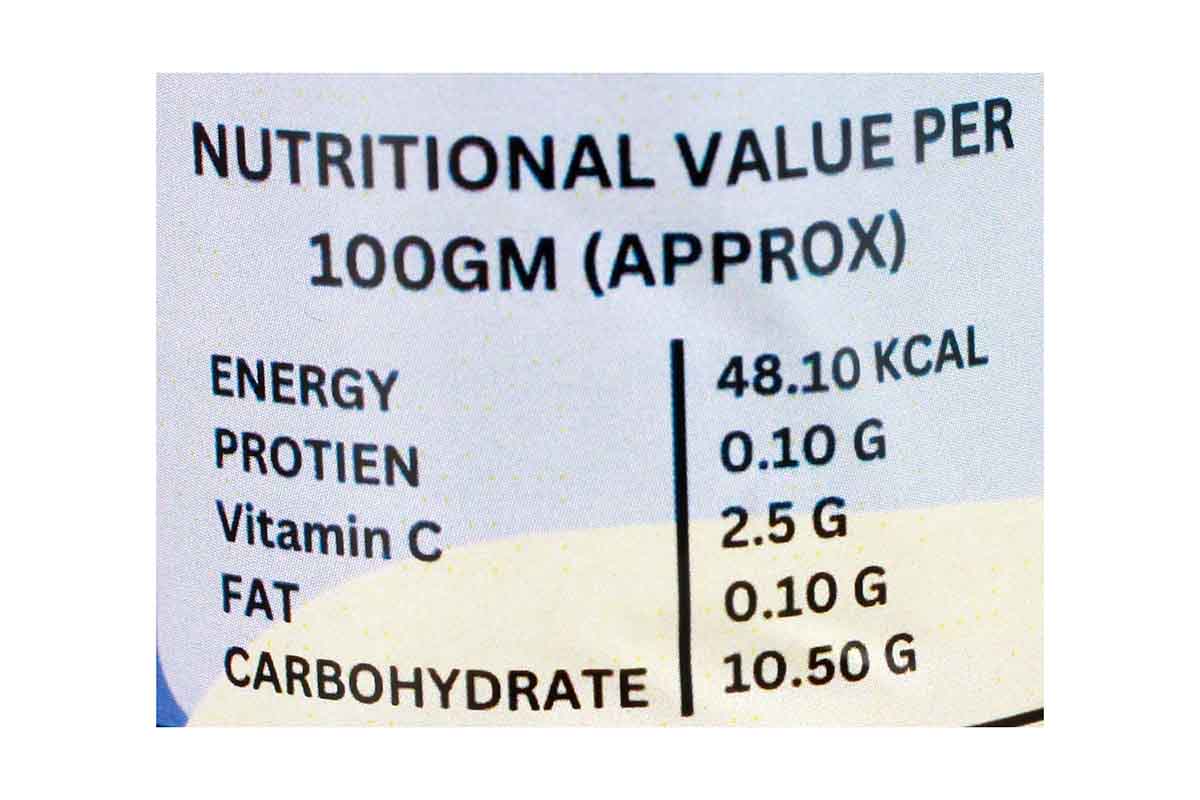 NUTRITIONAL VALUE PER
100GM (APPROX)
ENERGY 48.10 KCAL
PROTIEN 0.10 G
Vitamin C 2.5 G
FAT 0.10 G
CARBOHYDRATE 10.50 G